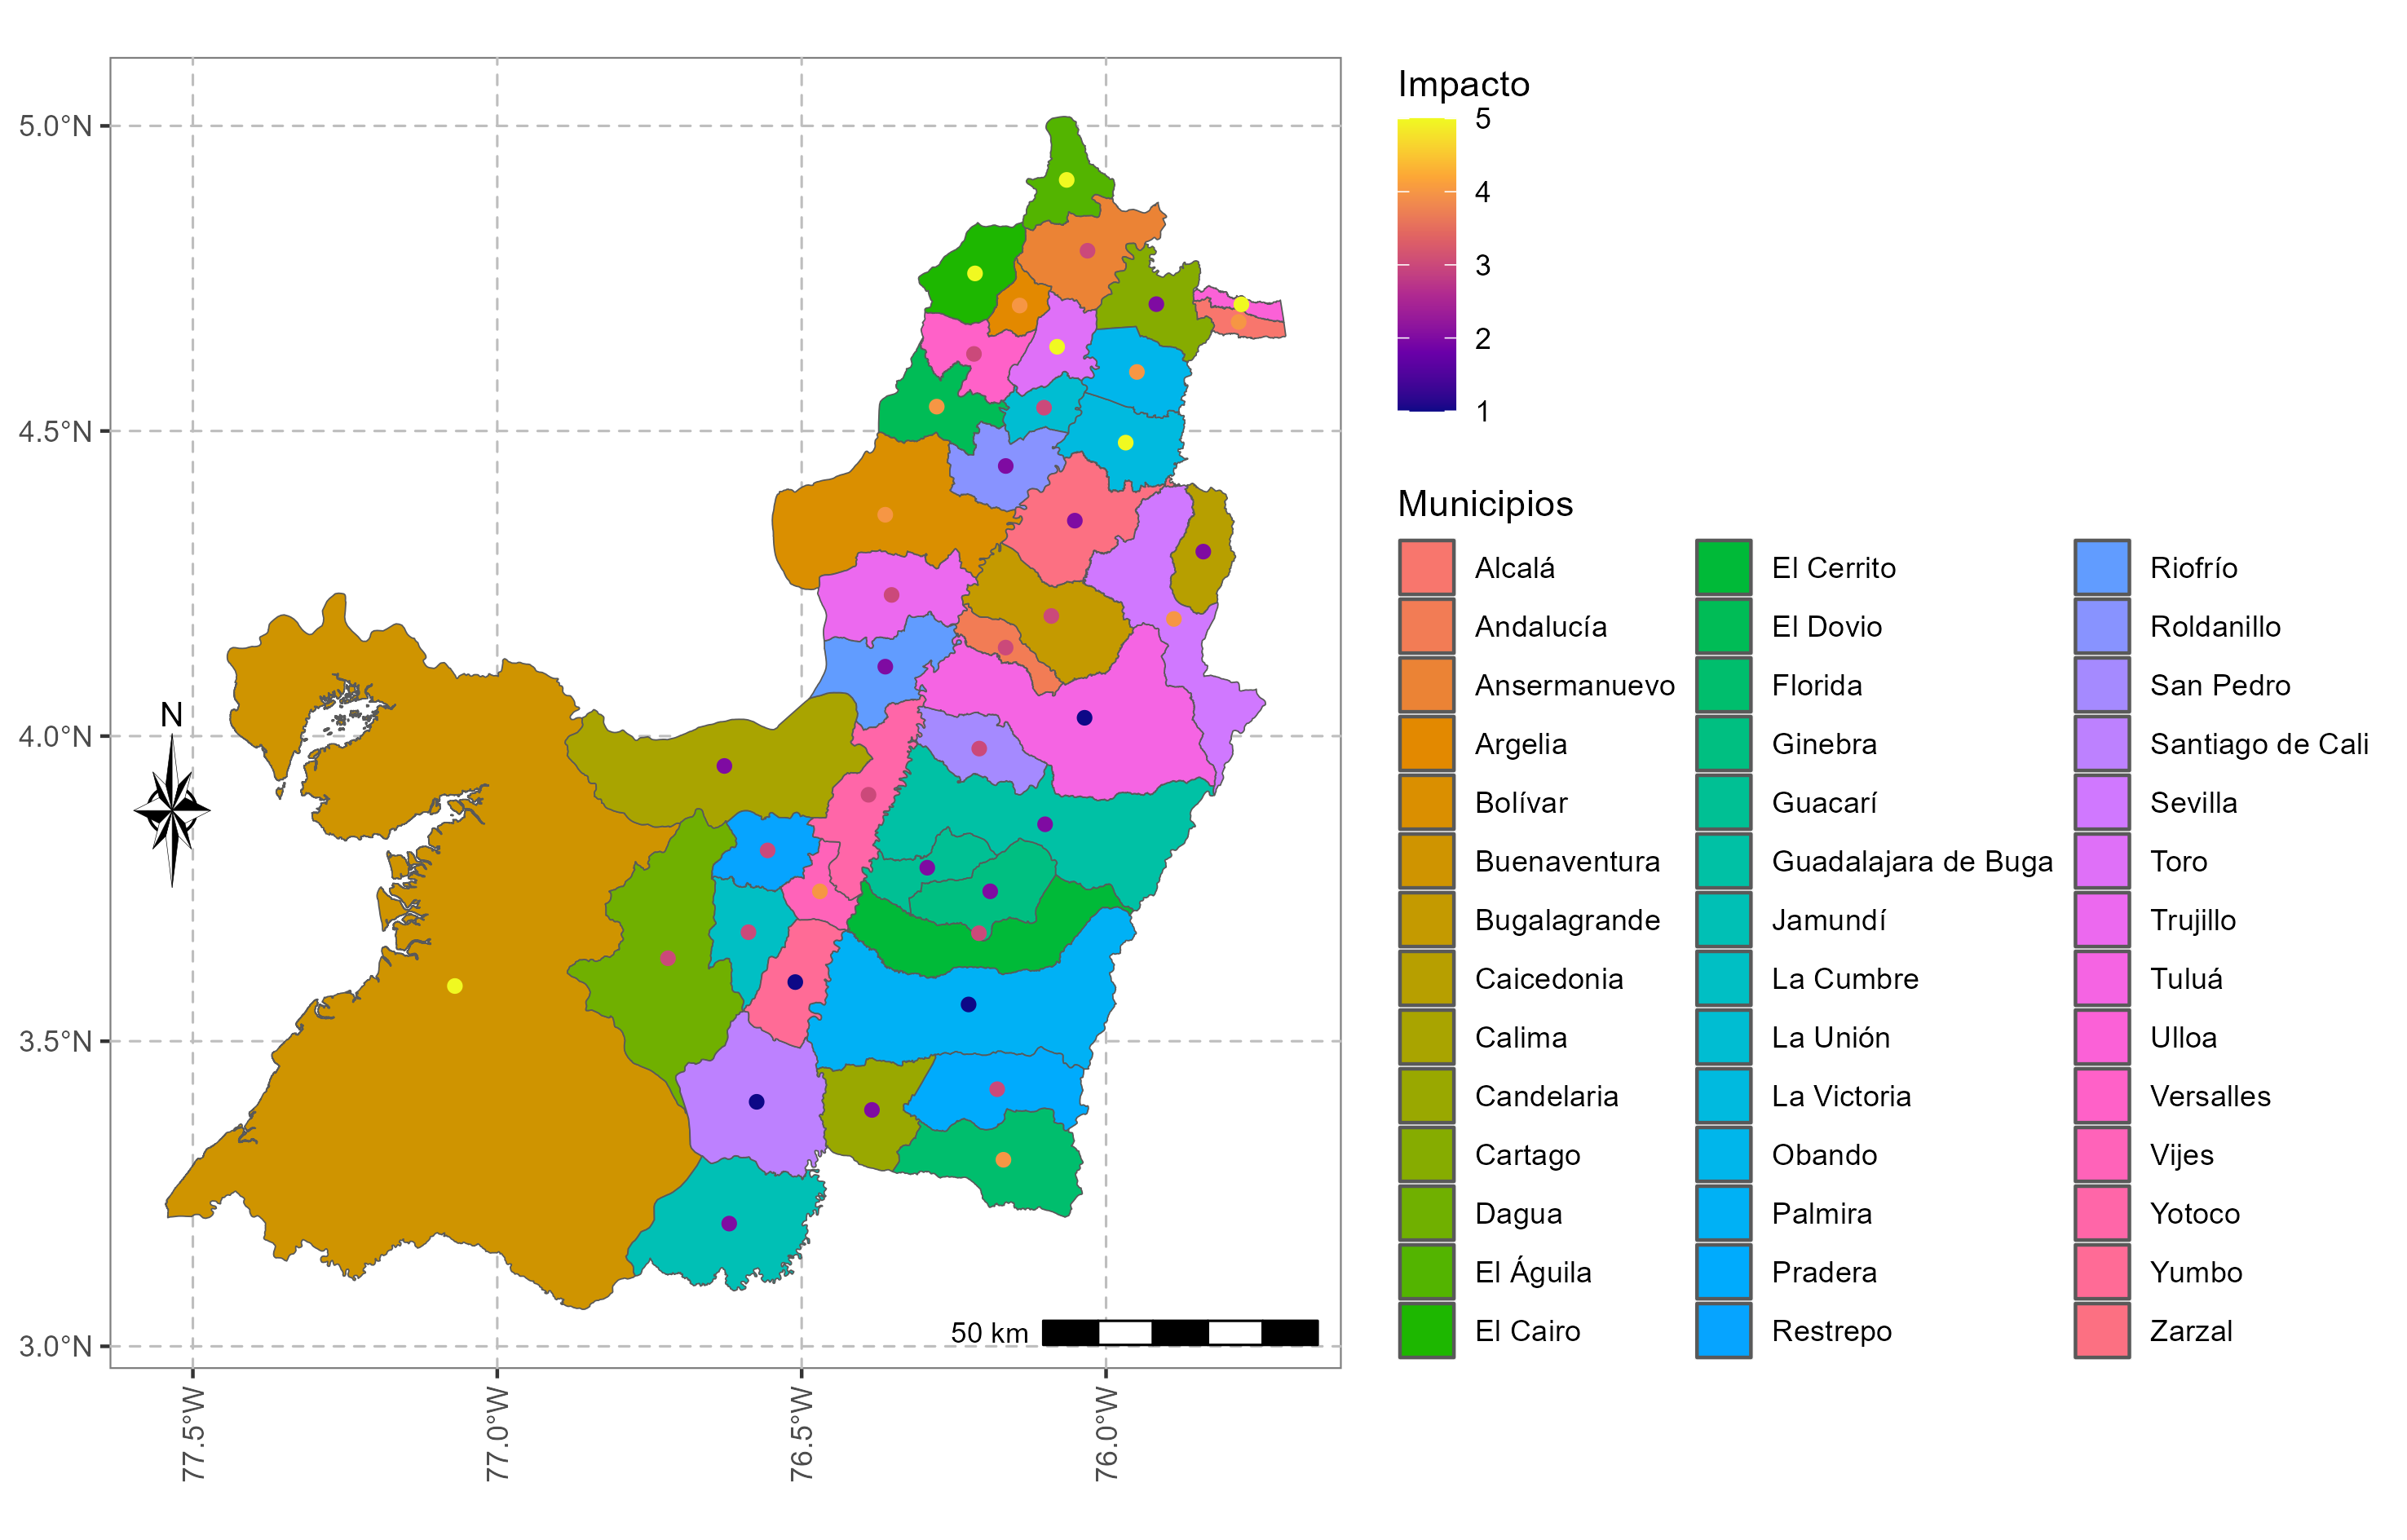 5.0°N
4.5°N
4.0°N
3.5°N
3.0°N
N
50 km
77.5°W
77.0°W
76.5°W
76.0°W
Impacto
5
4
3
2
1
Municipios
Alcalá
Andalucía
Ansermanuevo
Argelia
Bolívar
Buenaventura
Bugalagrande
Caicedonia
Calima
Candelaria
Cartago
Dagua
El Águila
El Cairo
El Cerrito
El Dovio
Florida
Ginebra
Guacarí
Guadalajara de Buga
Jamundí
La Cumbre
La Unión
La Victoria
Obando
Palmira
Pradera
Restrepo
Riofrío
Roldanillo
San Pedro
Santiago de Cali
Sevilla
Toro
Trujillo
Tuluá
Ulloa
Versalles
Vijes
Yotoco
Yumbo
Zarzal